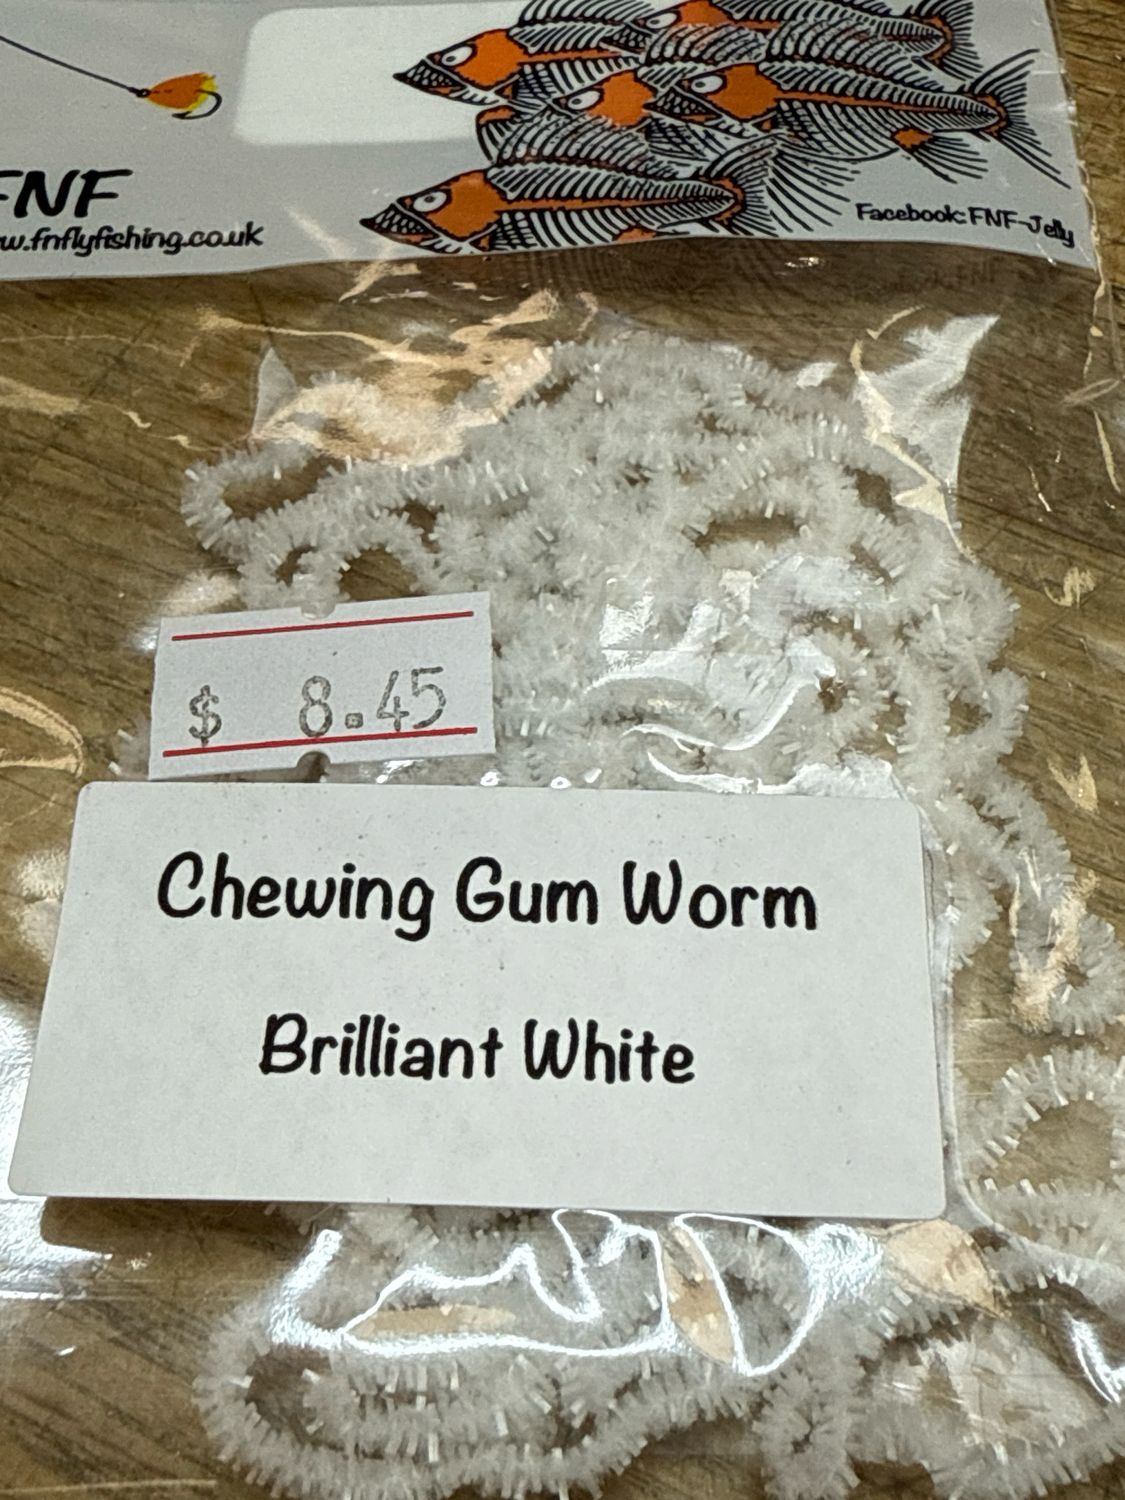 FNF
w.fnflyfishing.co.uk
Facebook: FNF-Jelly
$ 8.45
Chewing Gum Worm
Brilliant White